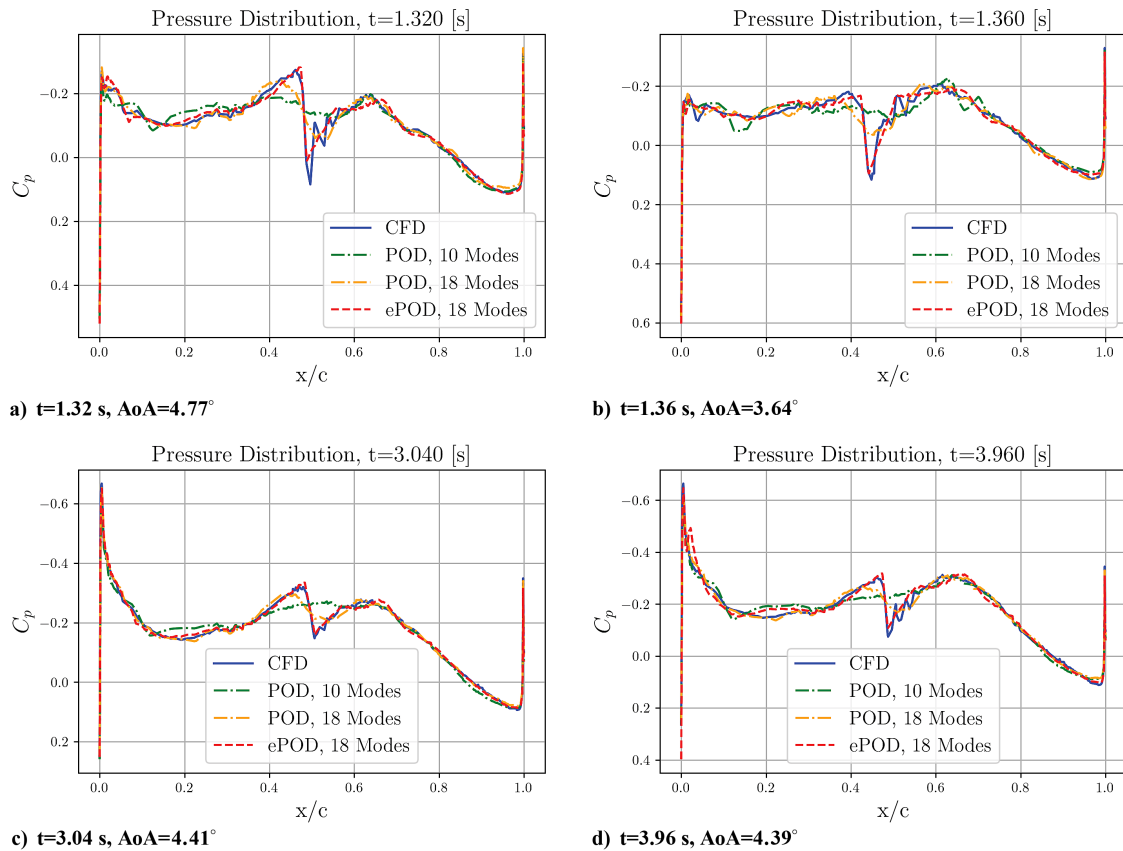 Pressure Distribution, t=1.320 [s]
−0.2
0.0
0.2
0.4
C_p
0.0 0.2 0.4 0.6 0.8 1.0
x/c
CFD
POD, 10 Modes
POD, 18 Modes
ePOD, 18 Modes
a) t=1.32 s, AoA=4.77°
Pressure Distribution, t=1.360 [s]
−0.2
0.0
0.2
0.4
0.6
C_p
0.0 0.2 0.4 0.6 0.8 1.0
x/c
CFD
POD, 10 Modes
POD, 18 Modes
ePOD, 18 Modes
b) t=1.36 s, AoA=3.64°
Pressure Distribution, t=3.040 [s]
−0.6
−0.4
−0.2
0.0
0.2
C_p
0.0 0.2 0.4 0.6 0.8 1.0
x/c
CFD
POD, 10 Modes
POD, 18 Modes
ePOD, 18 Modes
c) t=3.04 s, AoA=4.41°
Pressure Distribution, t=3.960 [s]
−0.6
−0.4
−0.2
0.0
0.2
0.4
C_p
0.0 0.2 0.4 0.6 0.8 1.0
x/c
CFD
POD, 10 Modes
POD, 18 Modes
ePOD, 18 Modes
d) t=3.96 s, AoA=4.39°